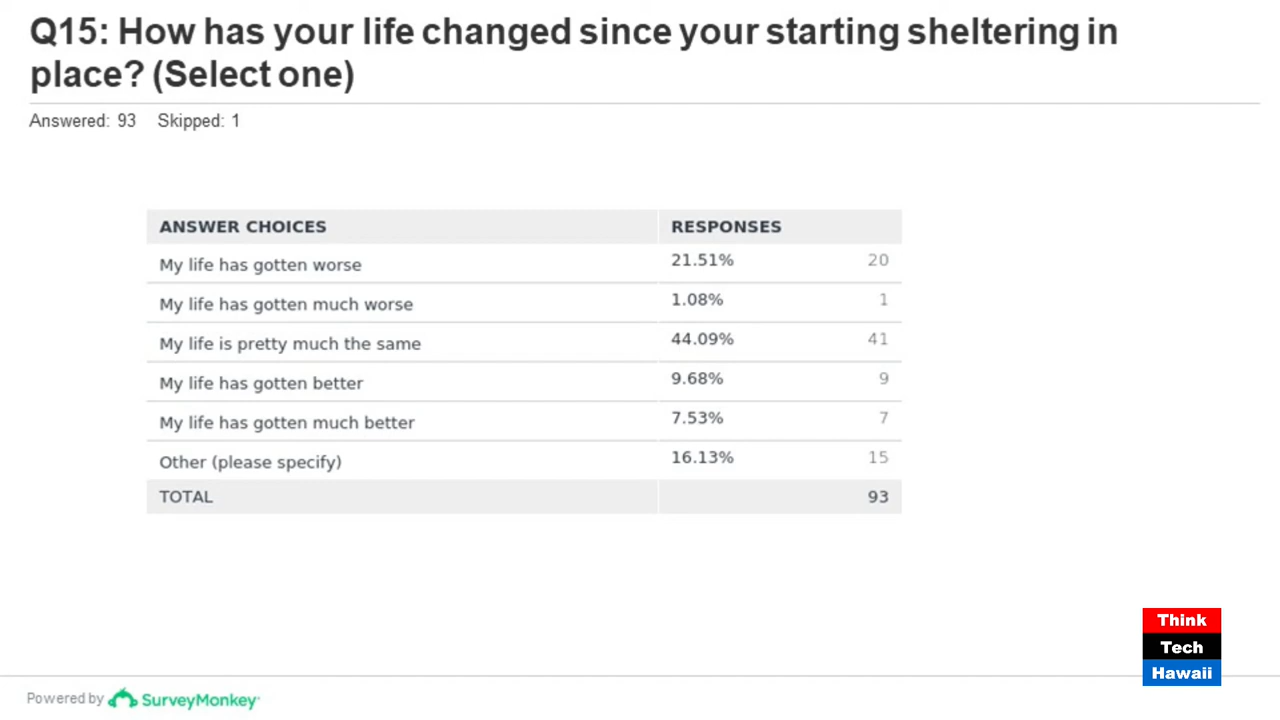 Q15: How has your life changed since your starting sheltering in
place? (Select one)
Answered: 93 Skipped: 1
ANSWER CHOICES RESPONSES
My life has gotten worse 21.51% 20
My life has gotten much worse 1.08% 1
My life is pretty much the same 44.09% 41
My life has gotten better 9.68% 9
My life has gotten much better 7.53% 7
Other (please specify) 16.13% 15
TOTAL 93
Think
Tech
Hawaii
Powered by SurveyMonkey